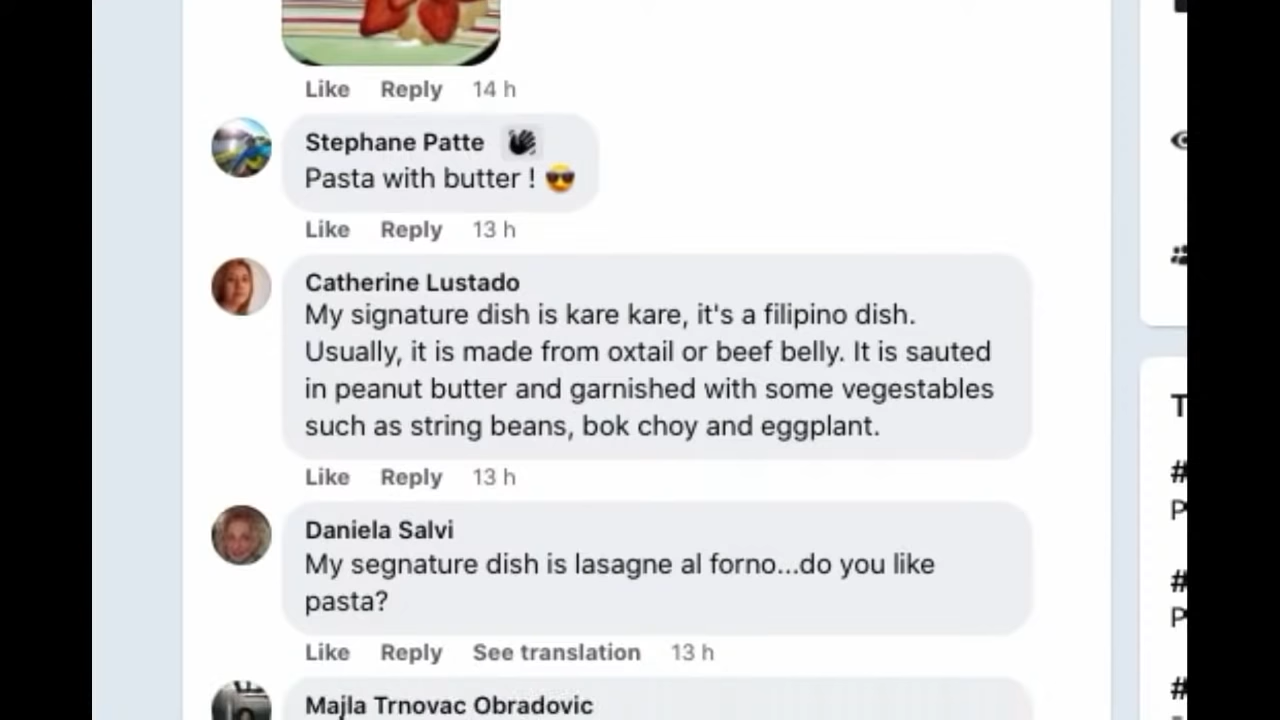 Like Reply 14 h
Stephane Patte 👋
Pasta with butter ! 😎
Like Reply 13 h
Catherine Lustado
My signature dish is kare kare, it's a filipino dish.
Usually, it is made from oxtail or beef belly. It is sauted
in peanut butter and garnished with some vegestables
such as string beans, bok choy and eggplant.
Like Reply 13 h
Daniela Salvi
My segnature dish is lasagne al forno...do you like
pasta?
Like Reply See translation 13 h
Majla Trnovac Obradovic
T
#
P
#
P
#